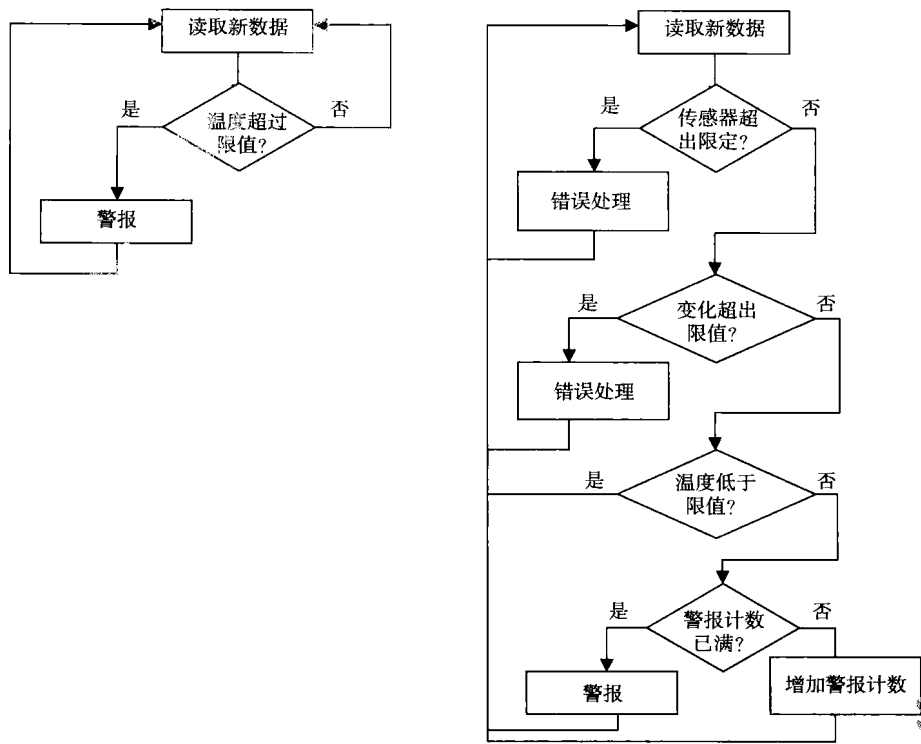 读取新数据
是
温度超过
限值?
否
警报
读取新数据
是
传感器超
出限定?
否
错误处理
是
变化超出
限值?
否
错误处理
是
温度低于
限值?
否
是
警报计数
已满?
否
警报
增加警报计数